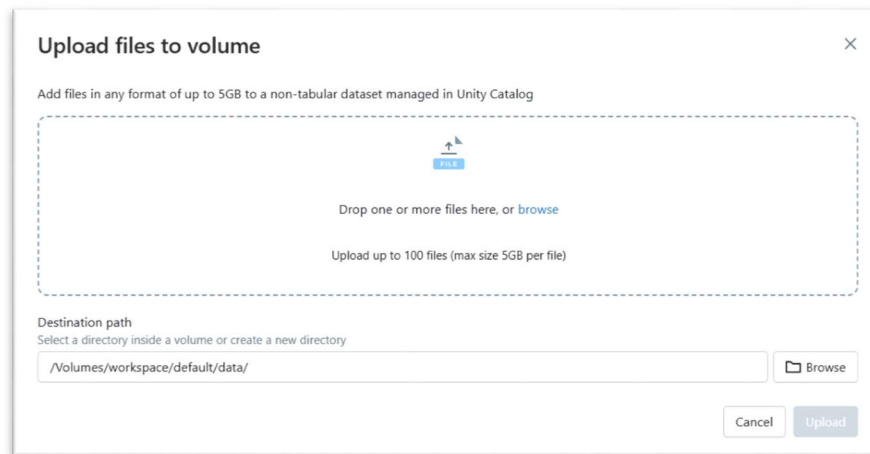 Upload files to volume
Add files in any format of up to 5GB to a non-tabular dataset managed in Unity Catalog
FILE
Drop one or more files here, or browse
Upload up to 100 files (max size 5GB per file)
Destination path
Select a directory inside a volume or create a new directory
/Volumes/workspace/default/data/
Browse
Cancel
Upload